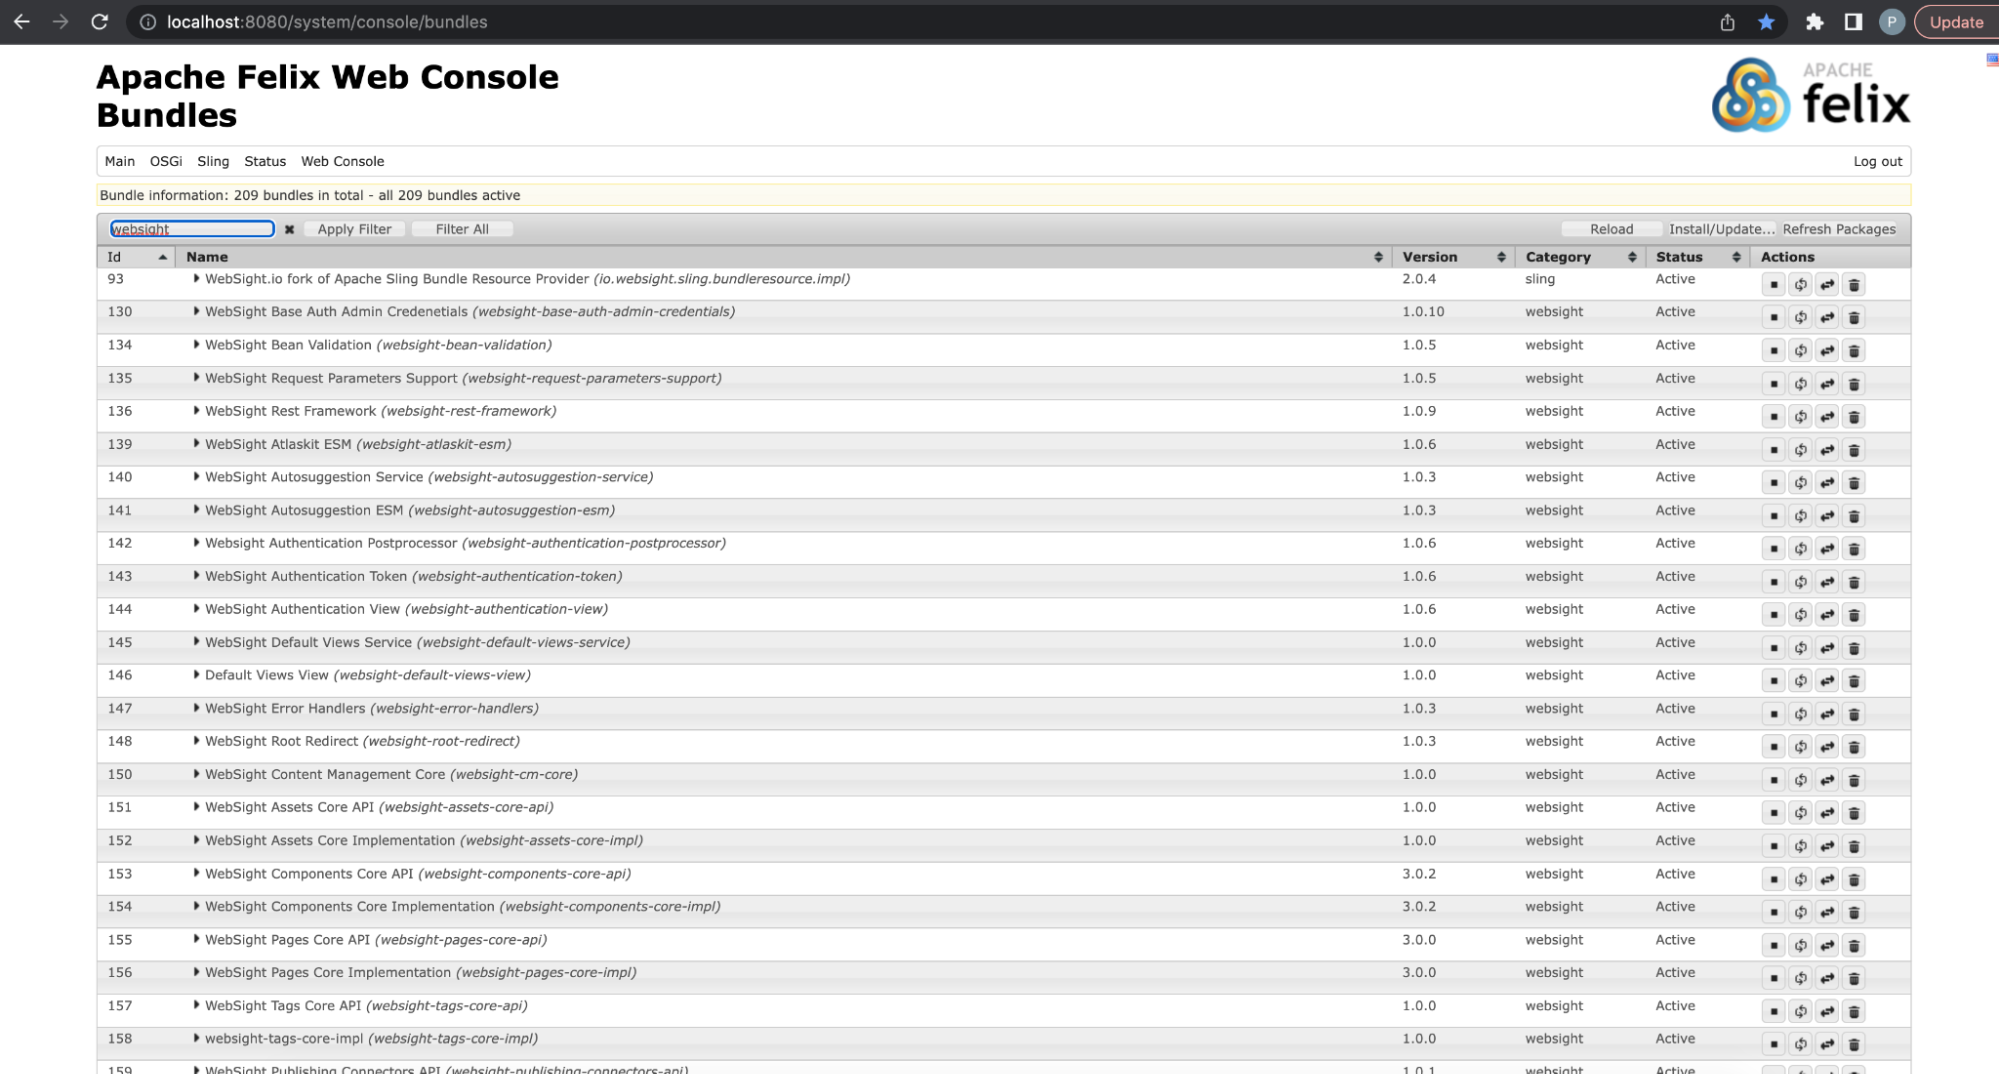 localhost:8080/system/console/bundles
P
Update
Apache Felix Web Console
Bundles
APACHE
felix
Main OSGi Sling Status Web Console Log out
Bundle information: 209 bundles in total - all 209 bundles active
websight Apply Filter Filter All Reload Install/Update... Refresh Packages
Id Name Version Category Status Actions
93 WebSight.io fork of Apache Sling Bundle Resource Provider (io.websight.sling.bundleresource.impl) 2.0.4 sling Active
130 WebSight Base Auth Admin Credenetials (websight-base-auth-admin-credentials) 1.0.10 websight Active
134 WebSight Bean Validation (websight-bean-validation) 1.0.5 websight Active
135 WebSight Request Parameters Support (websight-request-parameters-support) 1.0.5 websight Active
136 WebSight Rest Framework (websight-rest-framework) 1.0.9 websight Active
139 WebSight Atlaskit ESM (websight-atlaskit-esm) 1.0.6 websight Active
140 WebSight Autosuggestion Service (websight-autosuggestion-service) 1.0.3 websight Active
141 WebSight Autosuggestion ESM (websight-autosuggestion-esm) 1.0.3 websight Active
142 Websight Authentication Postprocessor (websight-authentication-postprocessor) 1.0.6 websight Active
143 WebSight Authentication Token (websight-authentication-token) 1.0.6 websight Active
144 WebSight Authentication View (websight-authentication-view) 1.0.6 websight Active
145 WebSight Default Views Service (websight-default-views-service) 1.0.0 websight Active
146 Default Views View (websight-default-views-view) 1.0.0 websight Active
147 WebSight Error Handlers (websight-error-handlers) 1.0.3 websight Active
148 WebSight Root Redirect (websight-root-redirect) 1.0.3 websight Active
150 WebSight Content Management Core (websight-cm-core) 1.0.0 websight Active
151 WebSight Assets Core API (websight-assets-core-api) 1.0.0 websight Active
152 WebSight Assets Core Implementation (websight-assets-core-impl) 1.0.0 websight Active
153 WebSight Components Core API (websight-components-core-api) 3.0.2 websight Active
154 WebSight Components Core Implementation (websight-components-core-impl) 3.0.2 websight Active
155 WebSight Pages Core API (websight-pages-core-api) 3.0.0 websight Active
156 WebSight Pages Core Implementation (websight-pages-core-impl) 3.0.0 websight Active
157 WebSight Tags Core API (websight-tags-core-api) 1.0.0 websight Active
158 websight-tags-core-impl (websight-tags-core-impl) 1.0.0 websight Active
159 WebSight Publishing Connectors API (websight-publishing-connectors-api) 1.0.1 websight Active